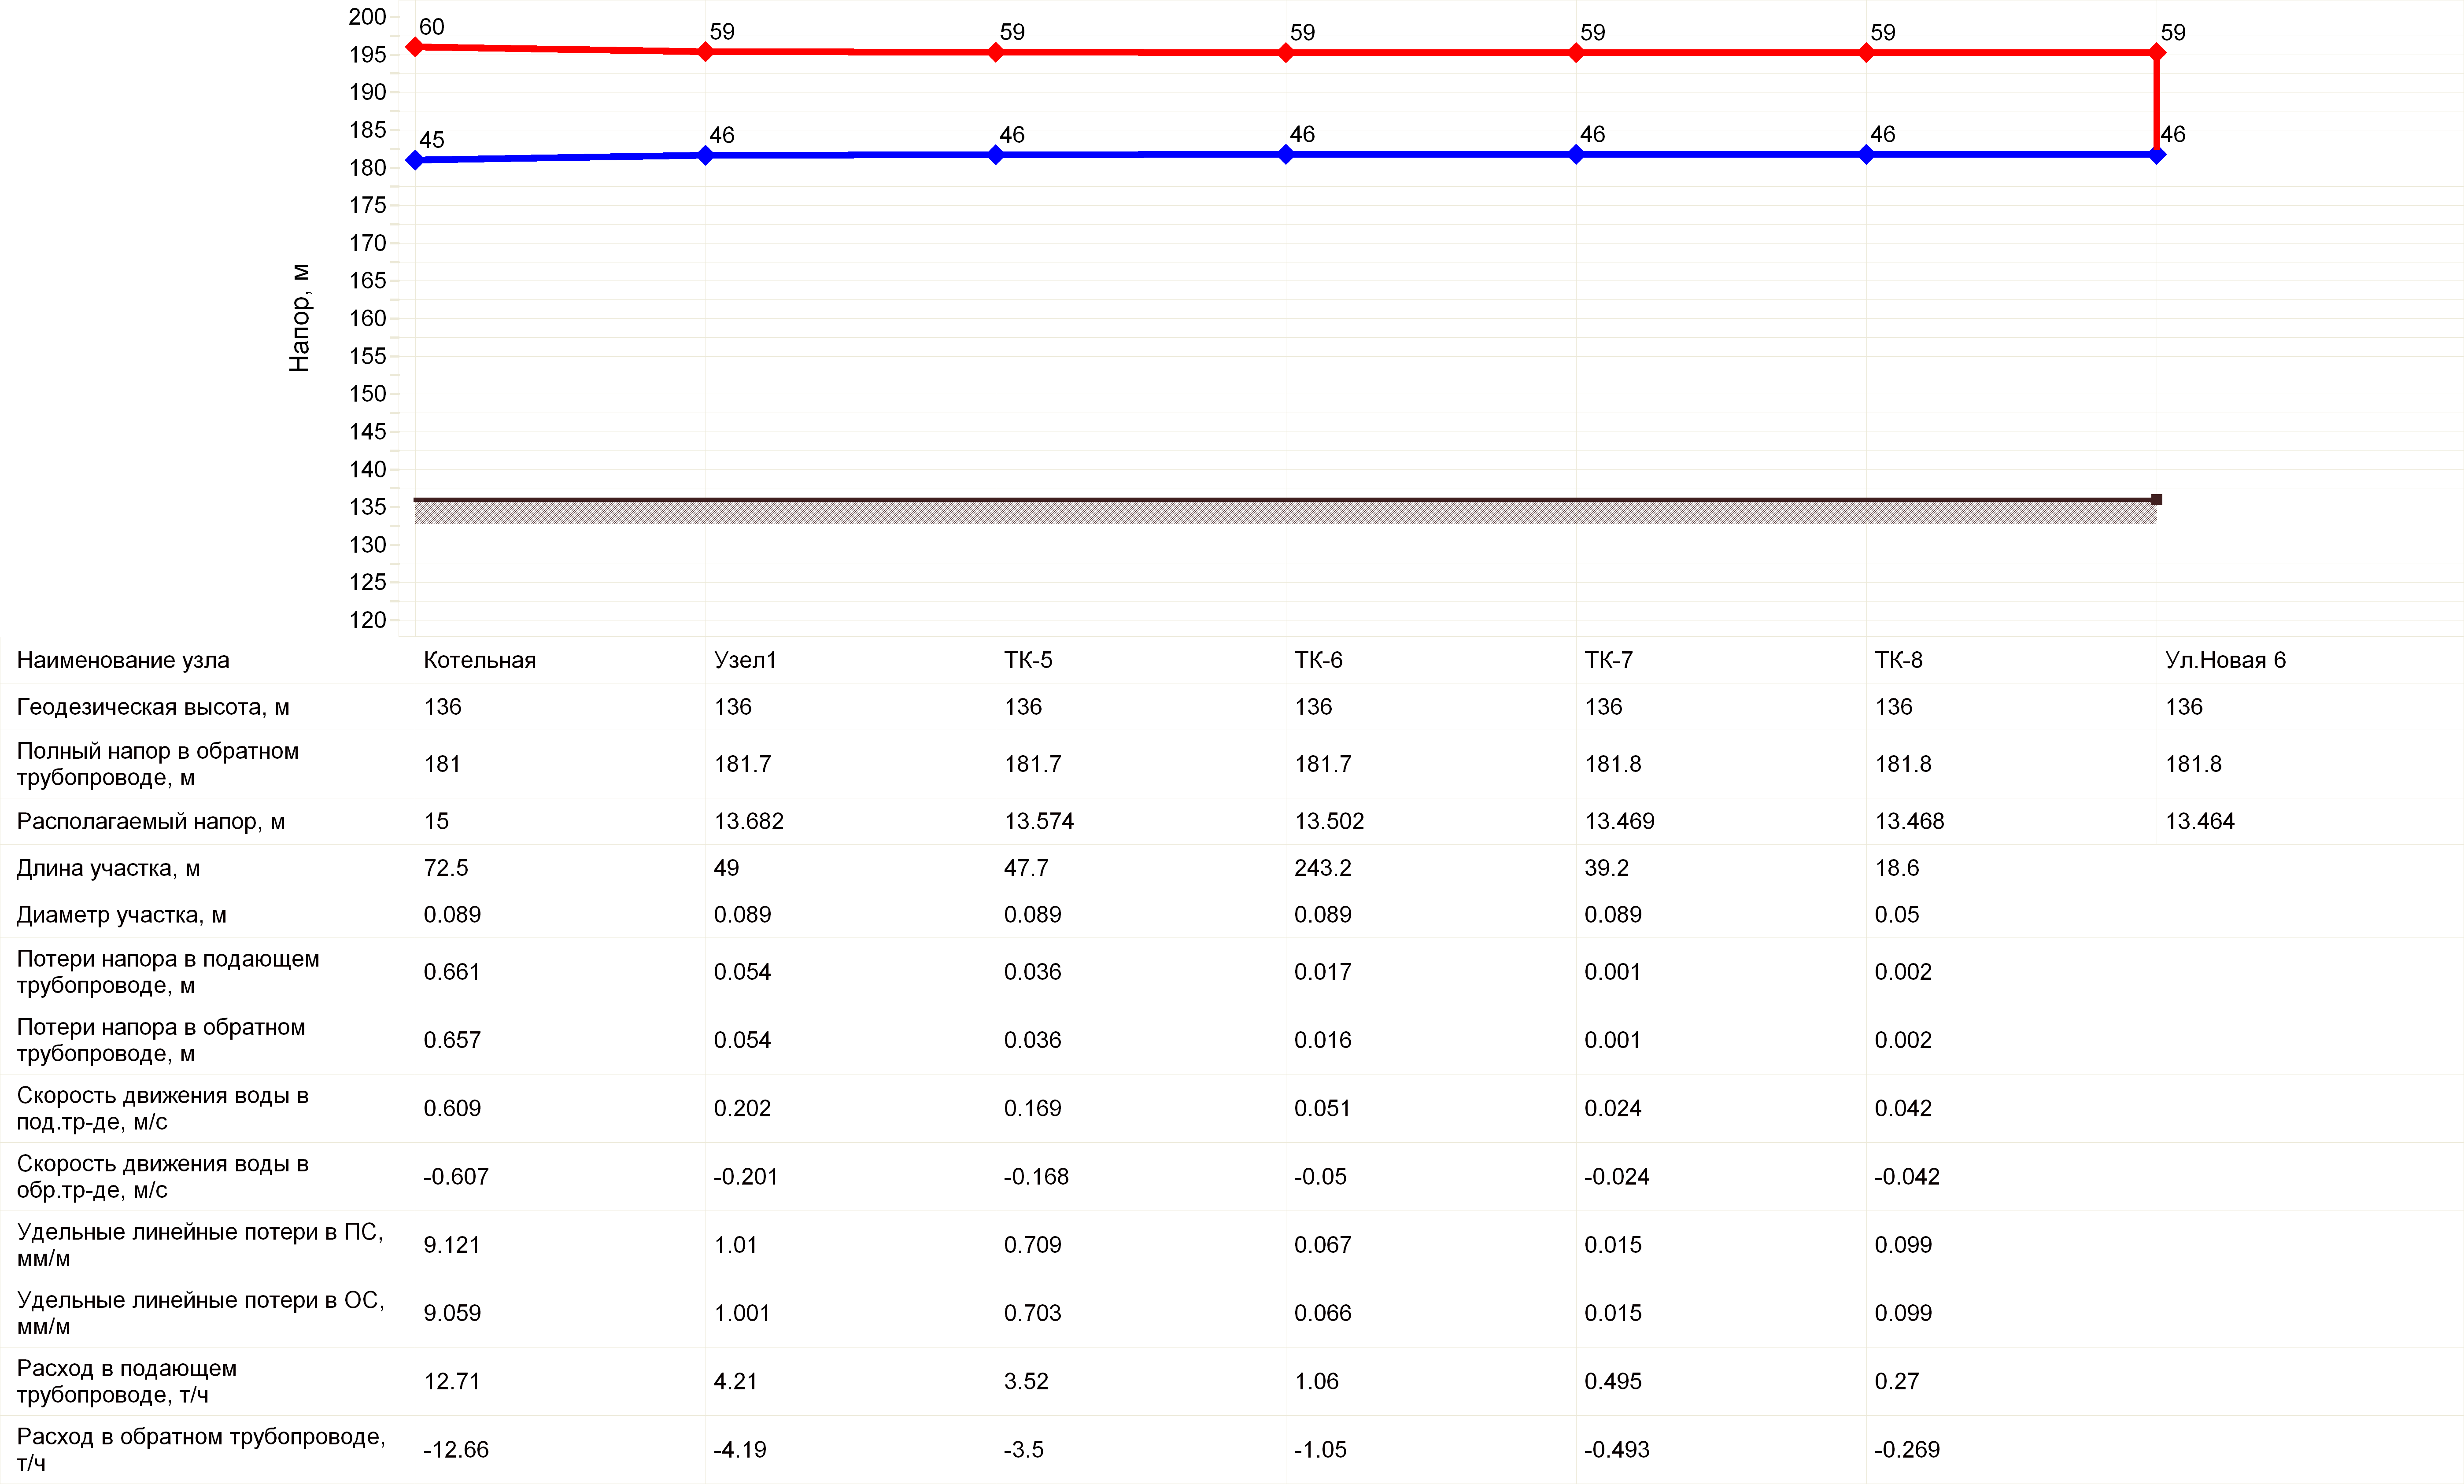 200
195
190
185
180
175
170
165
160
155
150
145
140
135
130
125
120
Напор, м
60 59 59 59 59 59 59
45 46 46 46 46 46 46
Наименование узла Котельная Узел1 ТК-5 ТК-6 ТК-7 ТК-8 Ул.Новая 6
Геодезическая высота, м 136 136 136 136 136 136 136
Полный напор в обратном
трубопроводе, м 181 181.7 181.7 181.7 181.8 181.8 181.8
Располагаемый напор, м 15 13.682 13.574 13.502 13.469 13.468 13.464
Длина участка, м 72.5 49 47.7 243.2 39.2 18.6
Диаметр участка, м 0.089 0.089 0.089 0.089 0.089 0.05
Потери напора в подающем
трубопроводе, м 0.661 0.054 0.036 0.017 0.001 0.002
Потери напора в обратном
трубопроводе, м 0.657 0.054 0.036 0.016 0.001 0.002
Скорость движения воды в
под.тр-де, м/с 0.609 0.202 0.169 0.051 0.024 0.042
Скорость движения воды в
обр.тр-де, м/с -0.607 -0.201 -0.168 -0.05 -0.024 -0.042
Удельные линейные потери в ПС,
мм/м 9.121 1.01 0.709 0.067 0.015 0.099
Удельные линейные потери в ОС,
мм/м 9.059 1.001 0.703 0.066 0.015 0.099
Расход в подающем
трубопроводе, т/ч 12.71 4.21 3.52 1.06 0.495 0.27
Расход в обратном трубопроводе,
т/ч -12.66 -4.19 -3.5 -1.05 -0.493 -0.269